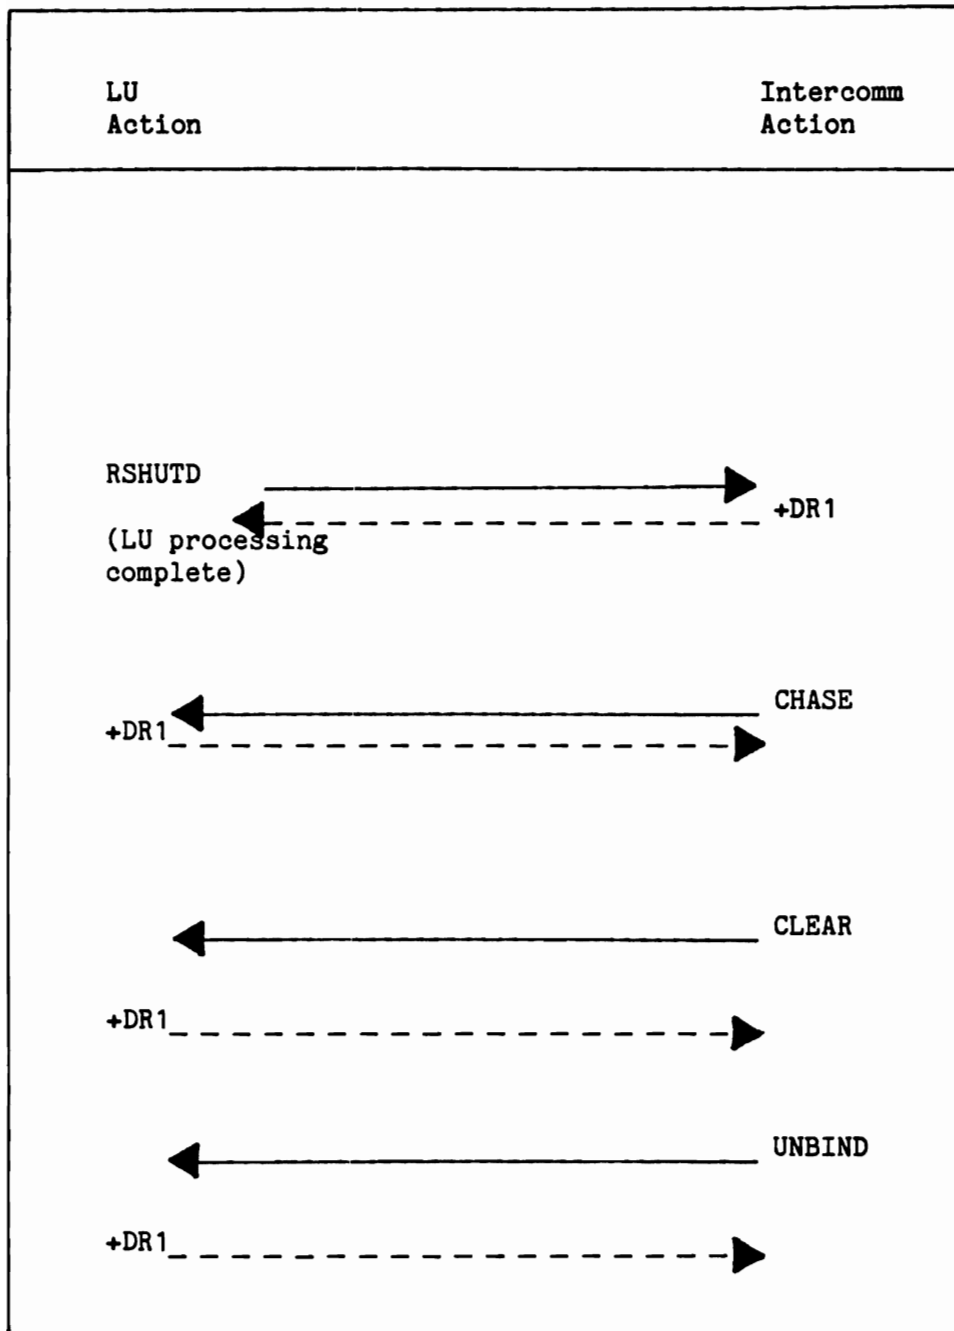 LU
Action
Intercomm
Action
RSHUTD
+DR1
(LU processing
complete)
CHASE
+DR1
CLEAR
+DR1
UNBIND
+DR1